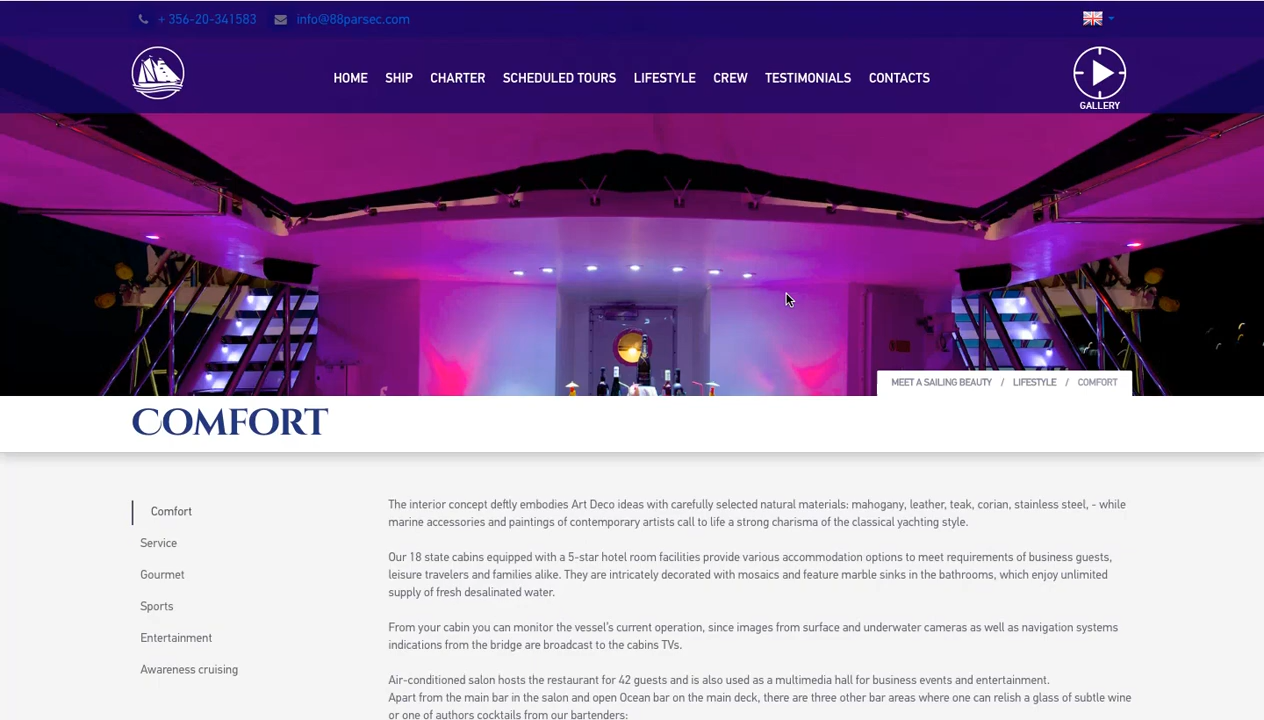 + 356-20-341583 info@88parsec.com
HOME SHIP CHARTER SCHEDULED TOURS LIFESTYLE CREW TESTIMONIALS CONTACTS
GALLERY
MEET A SAILING BEAUTY / LIFESTYLE / COMFORT
COMFORT
Comfort
Service
Gourmet
Sports
Entertainment
Awareness cruising
The interior concept deftly embodies Art Deco ideas with carefully selected natural materials: mahogany, leather, teak, corian, stainless steel, - while
marine accessories and paintings of contemporary artists call to life a strong charisma of the classical yachting style.
Our 18 state cabins equipped with a 5-star hotel room facilities provide various accommodation options to meet requirements of business guests,
leisure travelers and families alike. They are intricately decorated with mosaics and feature marble sinks in the bathrooms, which enjoy unlimited
supply of fresh desalinated water.
From your cabin you can monitor the vessel's current operation, since images from surface and underwater cameras as well as navigation systems
indications from the bridge are broadcast to the cabins TVs.
Air-conditioned salon hosts the restaurant for 42 guests and is also used as a multimedia hall for business events and entertainment.
Apart from the main bar in the salon and open Ocean bar on the main deck, there are three other bar areas where one can relish a glass of subtle wine
or one of authors cocktails from our bartenders: